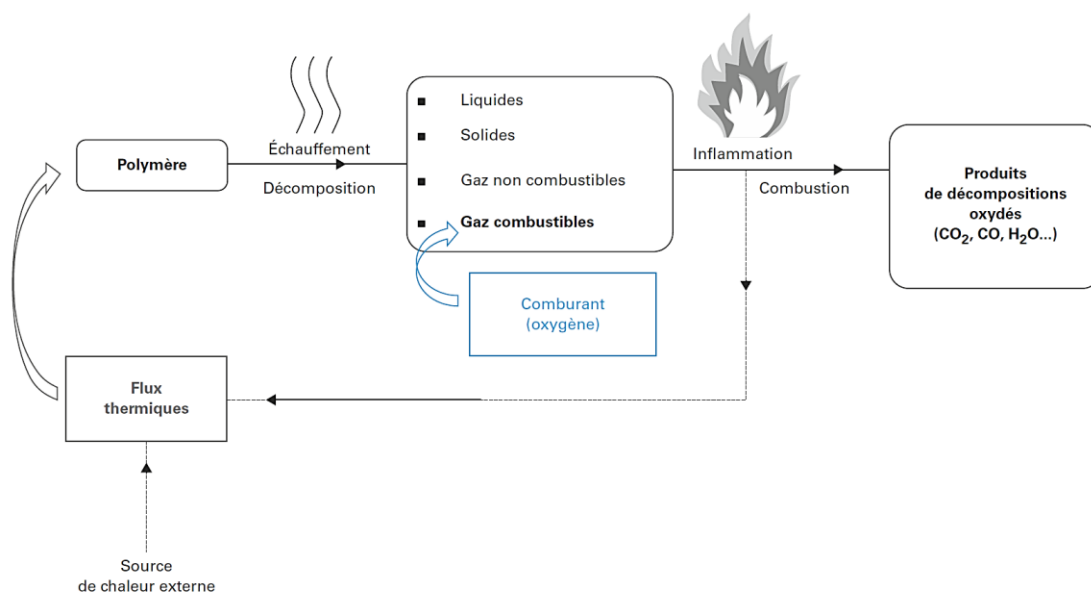 Liquides
Solides
Gaz non combustibles
Gaz combustibles
Polymère
Échauffement
Décomposition
Inflammation
Combustion
Produits
de décompositions
oxydés
(CO₂, CO, H₂O...)
Comburant
(oxygène)
Flux
thermiques
Source
de chaleur externe